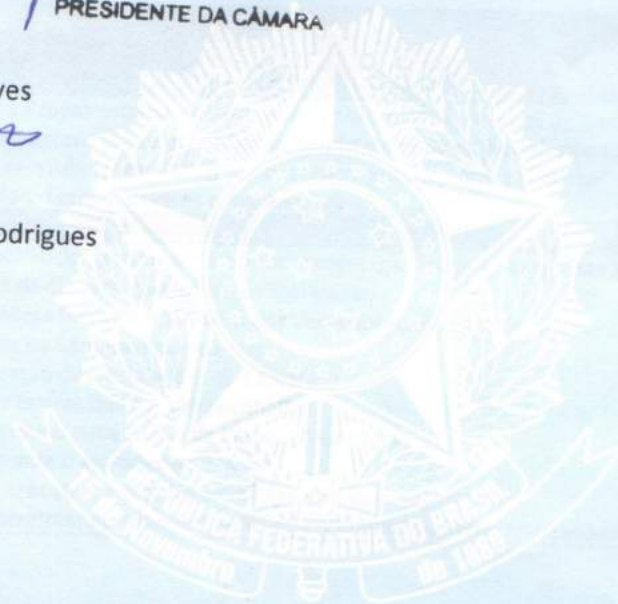 PRESIDENTE DA CÂMARA
ves
odrigues
REPÚBLICA FEDERATIVA DO BRASIL
15 de Novembro
de 1889